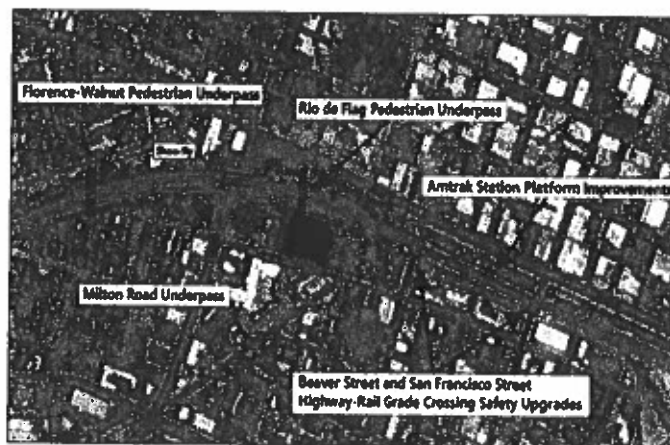 Florence-Walnut Pedestrian Underpass
Rio de Flag Pedestrian Underpass
Amtrak Station Platform Improvements
Milton Road Underpass
Beaver Street and San Francisco Street
Highway-Rail Grade Crossing Safety Upgrades